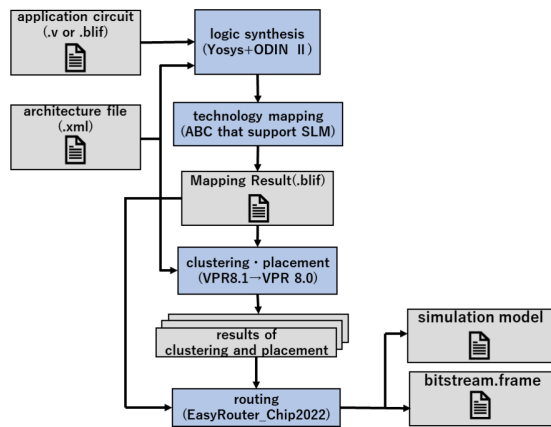 application circuit
(.v or .blif)
logic synthesis
(Yosys+ODIN Ⅱ)
architecture file
(.xml)
technology mapping
(ABC that support SLM)
Mapping Result(.blif)
clustering・placement
(VPR8.1→VPR 8.0)
results of
clustering and placement
simulation model
bitstream.frame
routing
(EasyRouter_Chip2022)